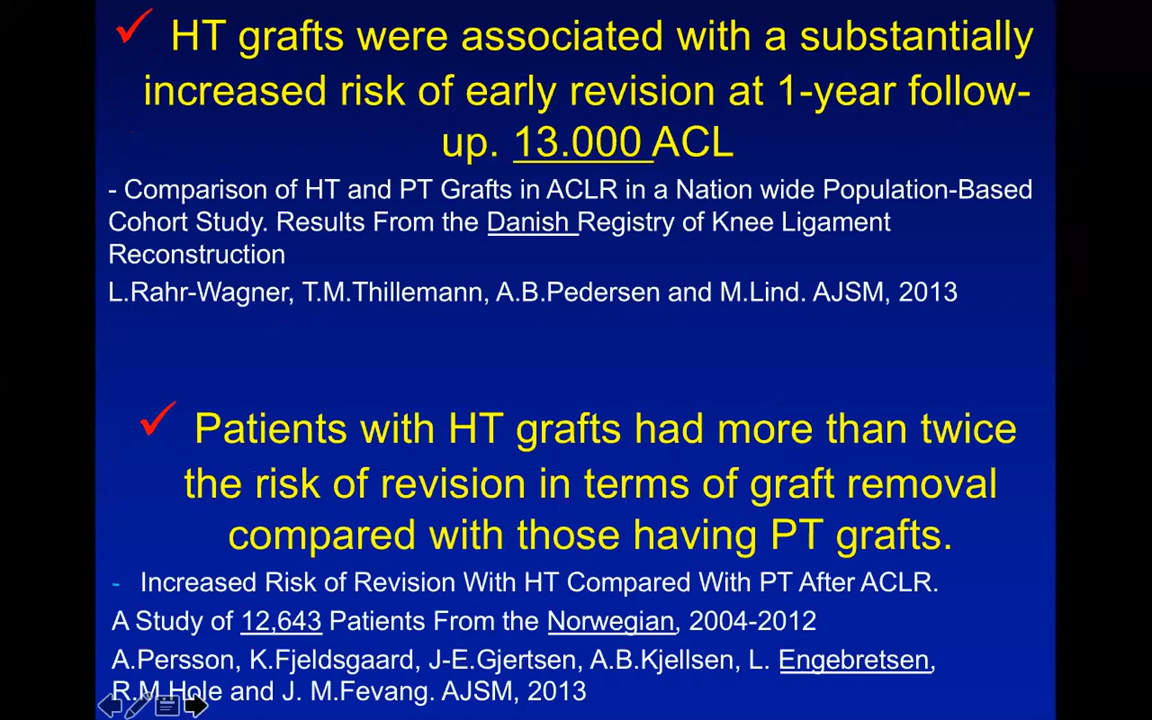 HT grafts were associated with a substantially
increased risk of early revision at 1-year follow-
up. 13.000 ACL
- Comparison of HT and PT Grafts in ACLR in a Nation wide Population-Based
Cohort Study. Results From the Danish Registry of Knee Ligament
Reconstruction
L.Rahr-Wagner, T.M.Thillemann, A.B.Pedersen and M.Lind. AJSM, 2013
Patients with HT grafts had more than twice
the risk of revision in terms of graft removal
compared with those having PT grafts.
- Increased Risk of Revision With HT Compared With PT After ACLR.
A Study of 12,643 Patients From the Norwegian, 2004-2012
A.Persson, K.Fjeldsgaard, J-E.Gjertsen, A.B.Kjellsen, L. Engebretsen,
R.M.Hole and J. M.Fevang. AJSM, 2013